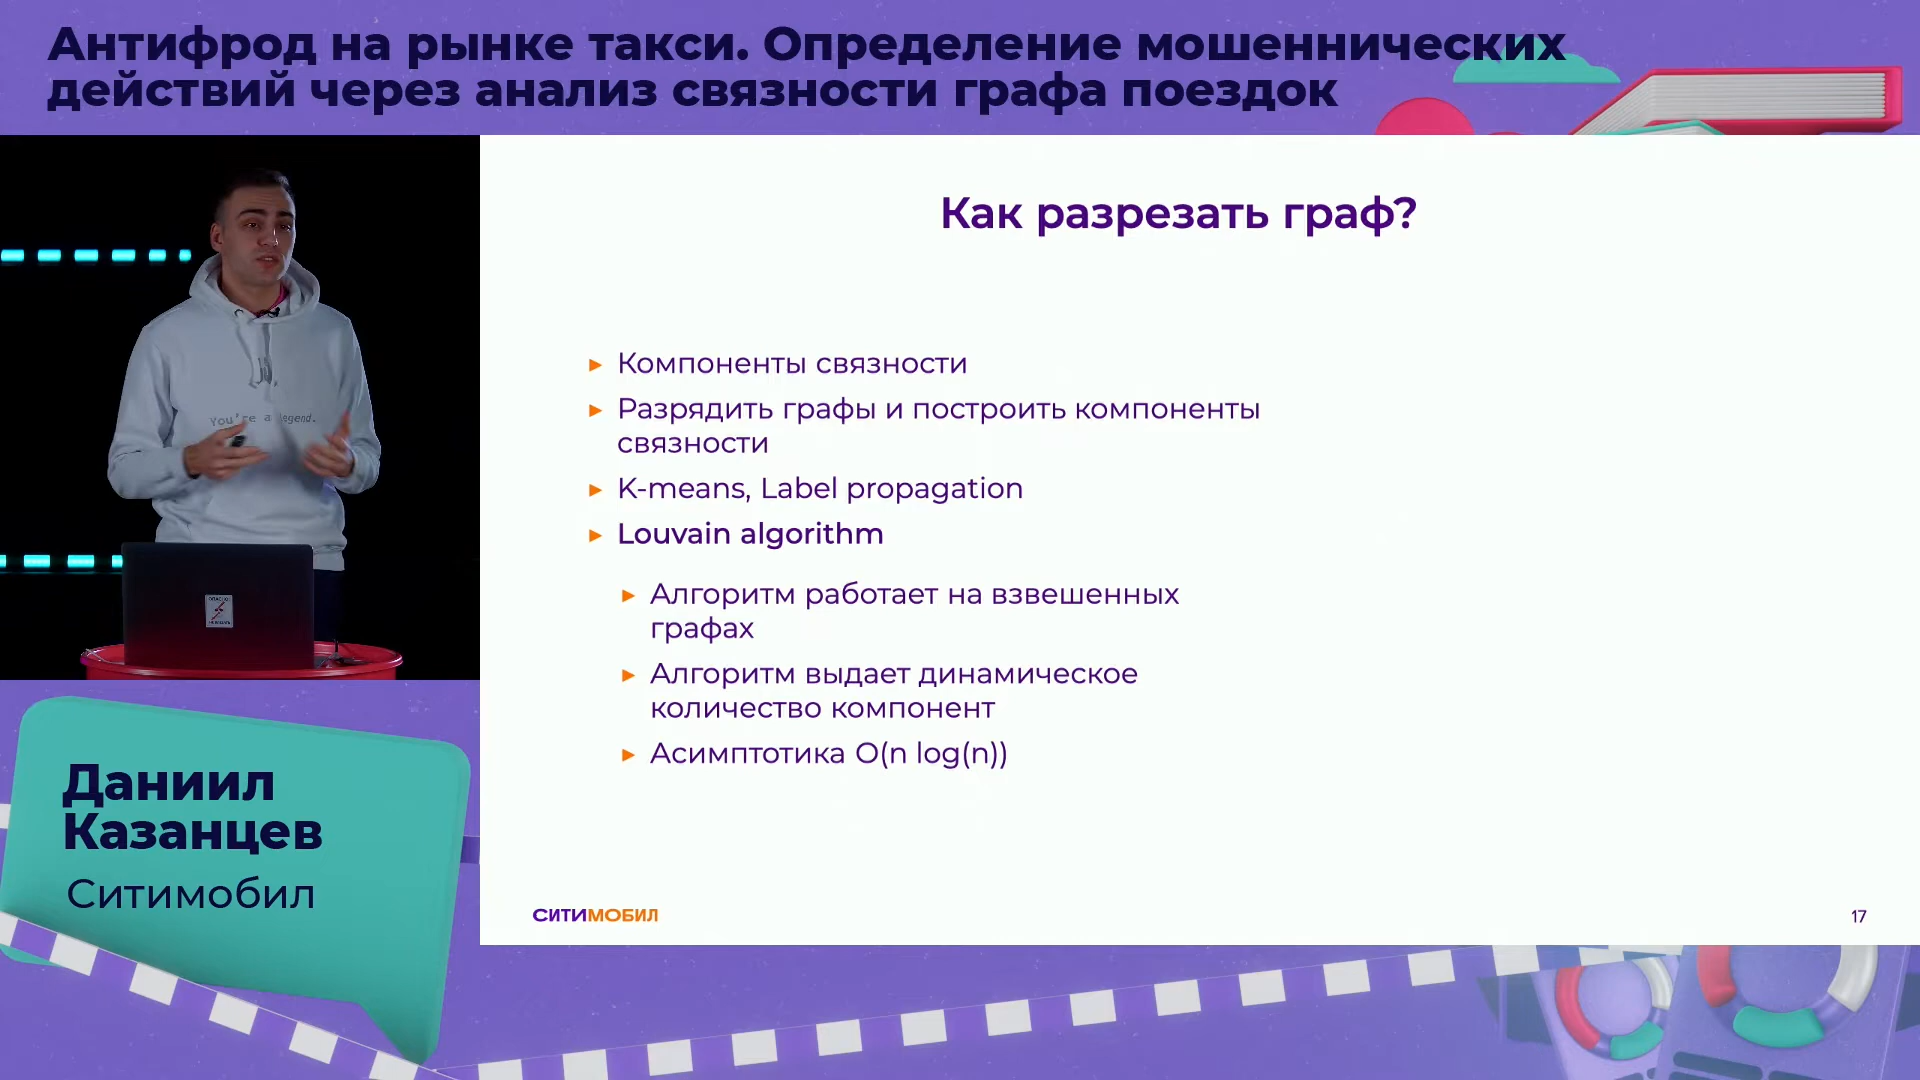 Антифрод на рынке такси. Определение мошеннических
действий через анализ связности графа поездок
Как разрезать граф?
Компоненты связности
Разрядить графы и построить компоненты
связности
K-means, Label propagation
Louvain algorithm
Алгоритм работает на взвешенных
графах
Алгоритм выдает динамическое
количество компонент
Асимптотика O(n log(n))
СИТИМОБИЛ
17
You're a legend.
Даниил
Казанцев
Ситимобил